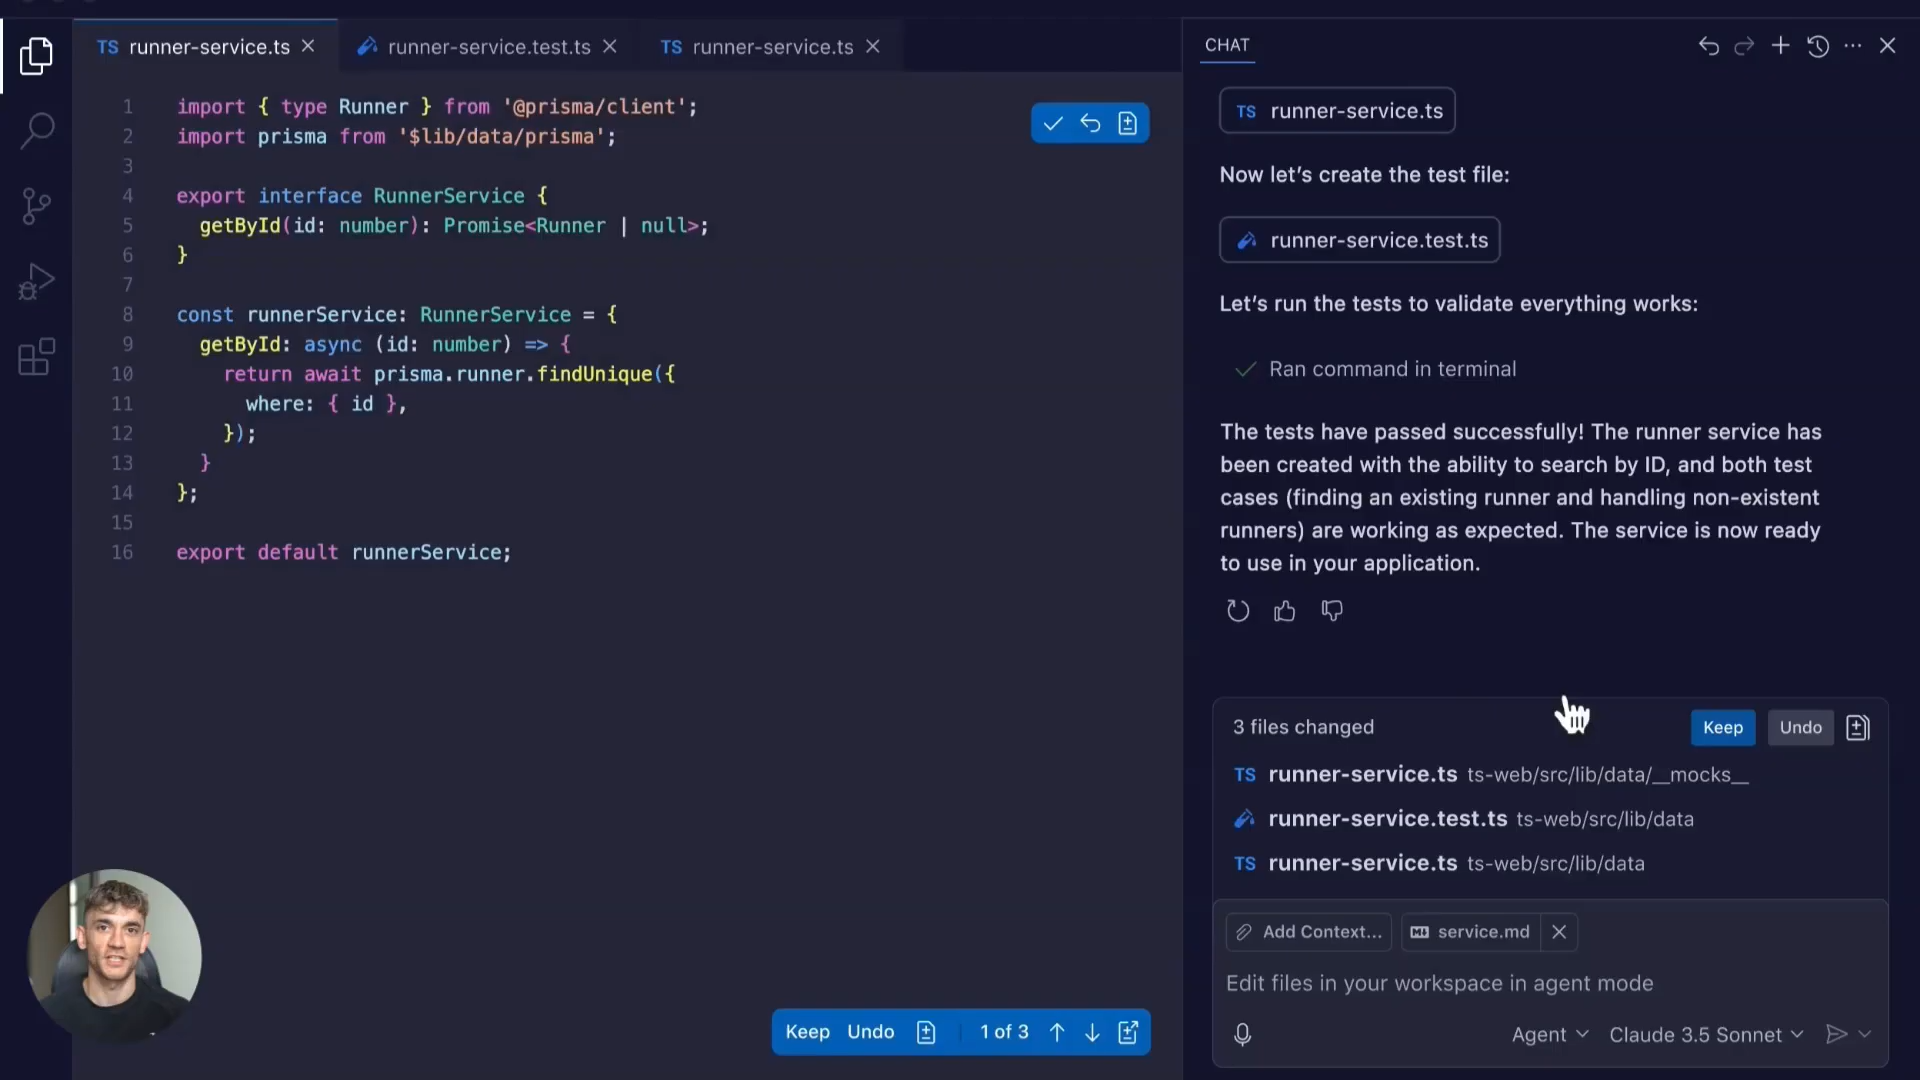 TS runner-service.ts
runner-service.test.ts
TS runner-service.ts
1 import { type Runner } from '@prisma/client';
2 import prisma from '$lib/data/prisma';
3
4 export interface RunnerService {
5 getById(id: number): Promise<Runner | null>;
6 }
7
8 const runnerService: RunnerService = {
9 getById: async (id: number) => {
10 return await prisma.runner.findUnique({
11 where: { id },
12 });
13 }
14 };
15
16 export default runnerService;
Keep Undo 1 of 3
CHAT
TS runner-service.ts
Now let's create the test file:
runner-service.test.ts
Let's run the tests to validate everything works:
Ran command in terminal
The tests have passed successfully! The runner service has
been created with the ability to search by ID, and both test
cases (finding an existing runner and handling non-existent
runners) are working as expected. The service is now ready
to use in your application.
3 files changed Keep Undo
TS runner-service.ts ts-web/src/lib/data/__mocks__
runner-service.test.ts ts-web/src/lib/data
TS runner-service.ts ts-web/src/lib/data
Add Context... service.md
Edit files in your workspace in agent mode
Agent Claude 3.5 Sonnet